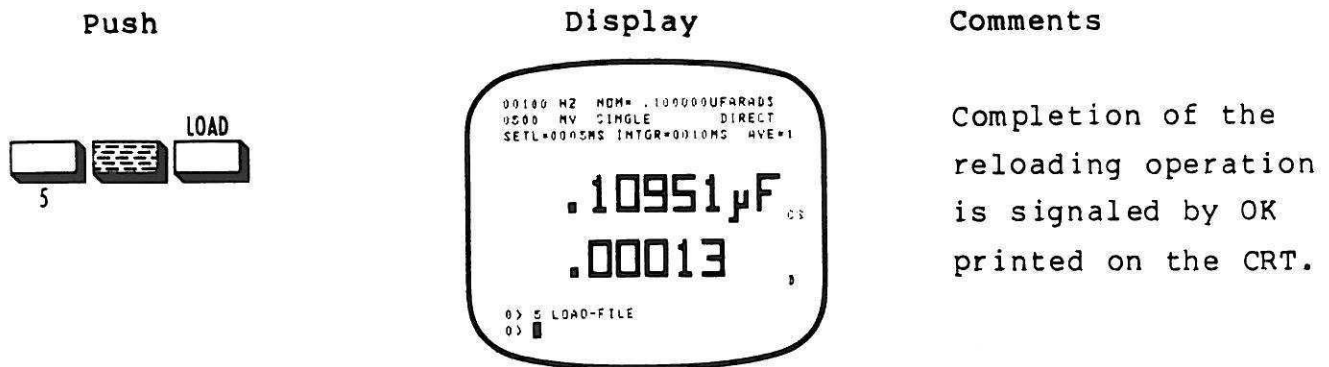 Push
Display
Comments
LOAD
5
00100 HZ NOM= .100000UFARADS
0500 MV SINGLE DIRECT
SETL=0005MS INTGR=0010MS AVE=1
.10951µF CS
.00013 D
0> 5 LOAD-FILE
0>
Completion of the
reloading operation
is signaled by OK
printed on the CRT.